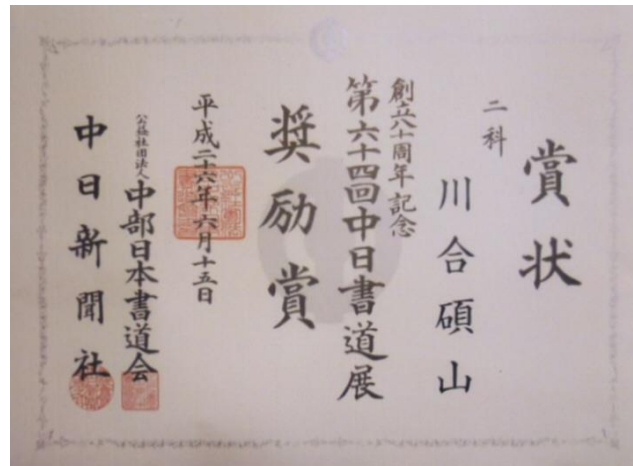 賞状
二科
川合碩山
創立八十周年記念
第六十四回中日書道展
奨励賞
平成二十六年六月十五日
公益社団法人
中部日本書道会
中日新聞社